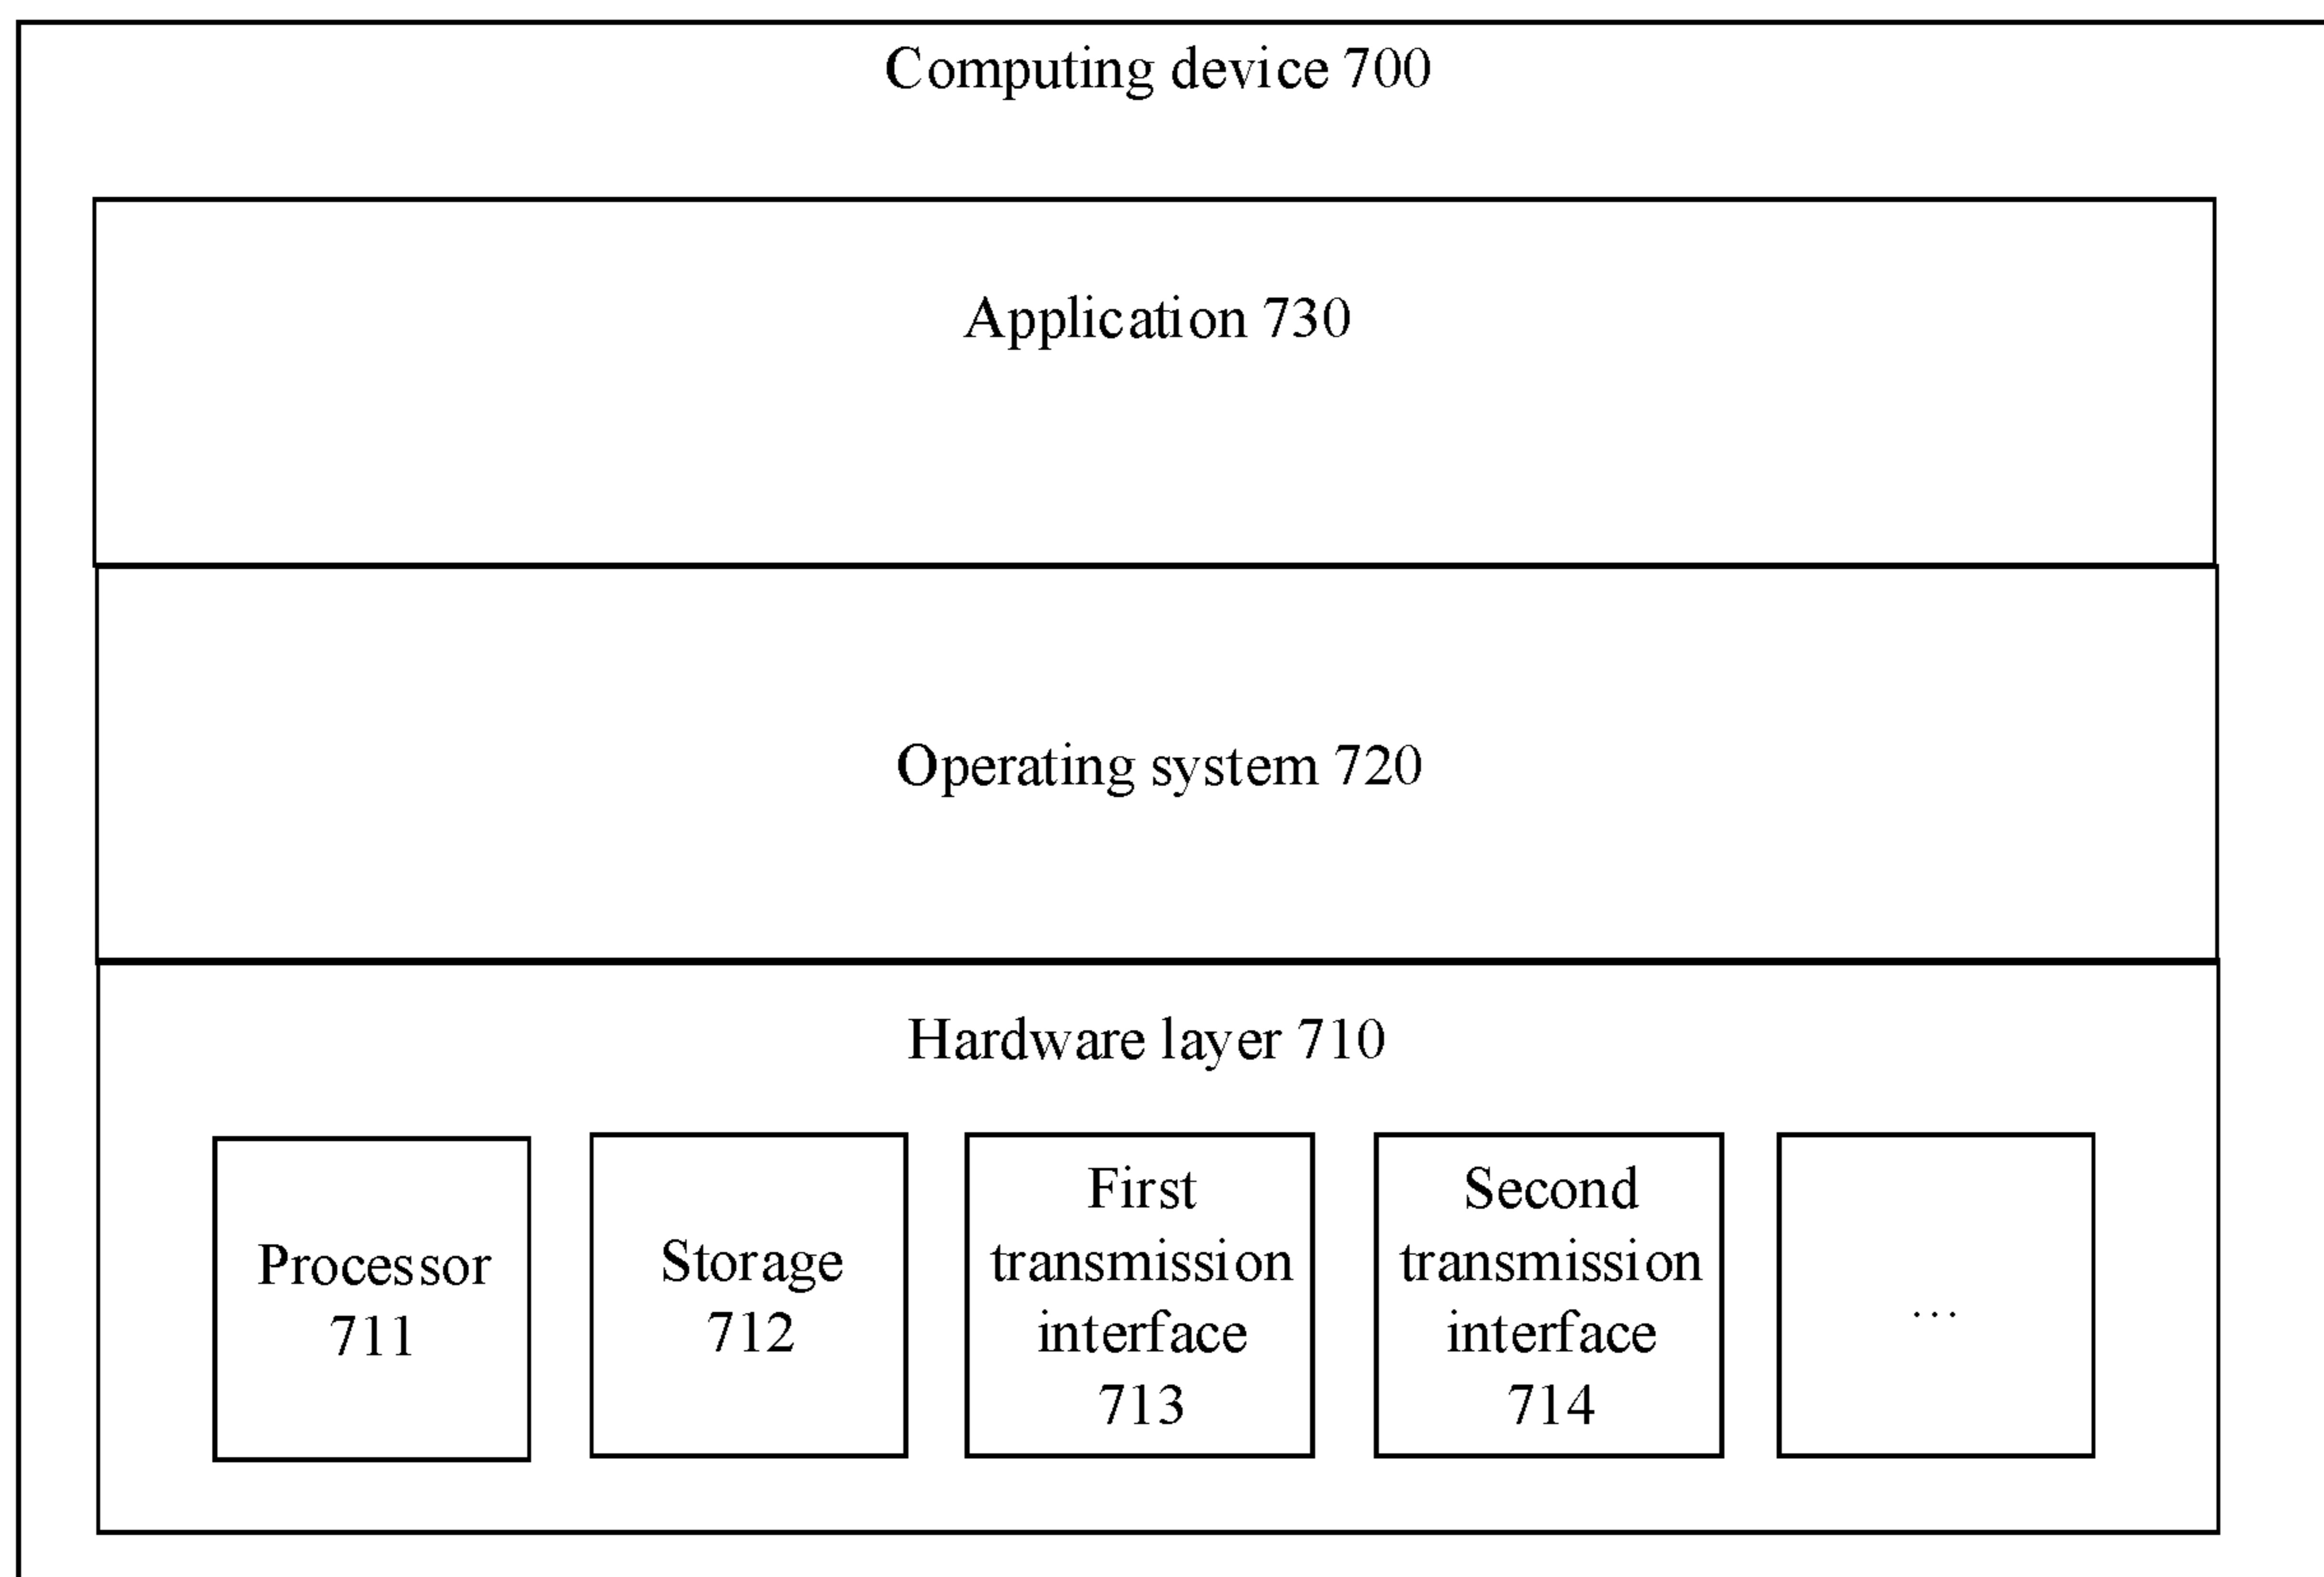 Computing device 700
Application 730
Operating system 720
Hardware layer 710
Processor
711
Storage
712
First
transmission
interface
713
Second
transmission
interface
714
...